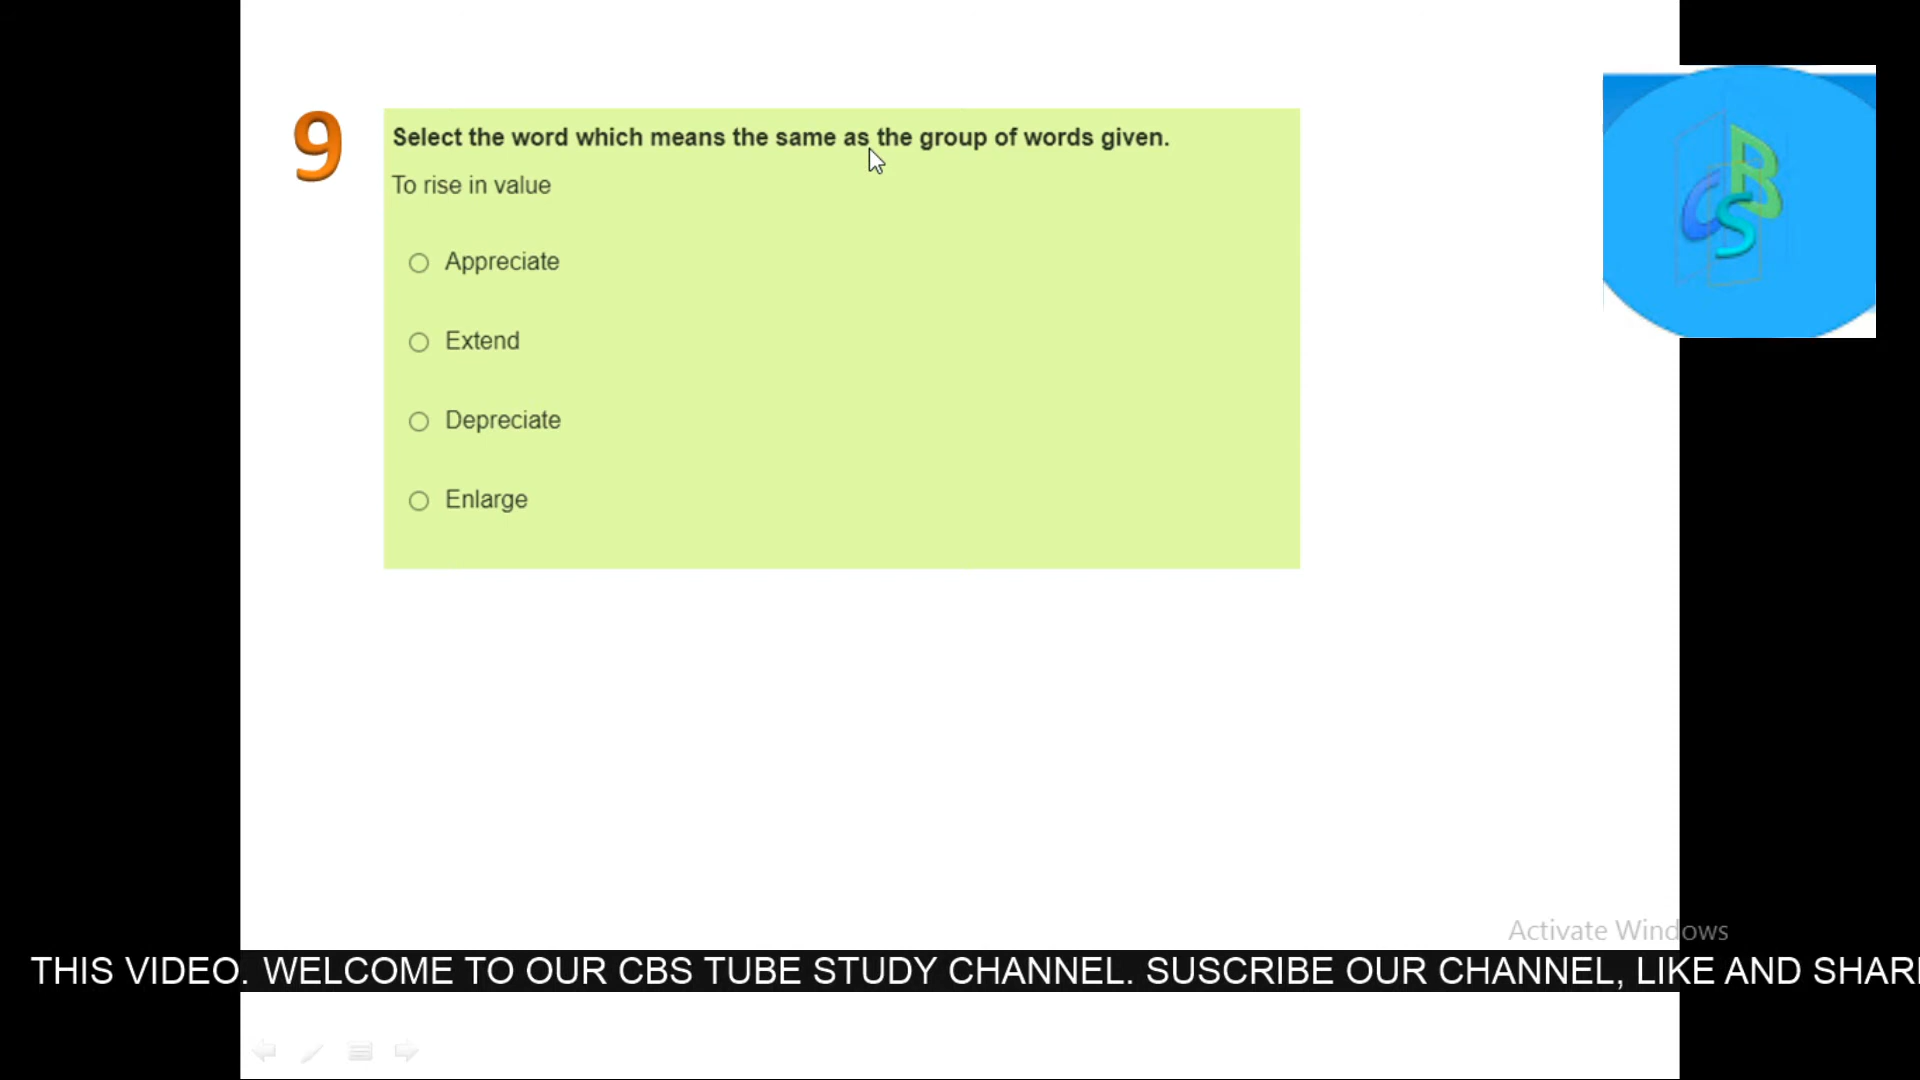 9
Select the word which means the same as the group of words given.
To rise in value
Appreciate
Extend
Depreciate
Enlarge
CBS
Activate Windows
THIS VIDEO. WELCOME TO OUR CBS TUBE STUDY CHANNEL. SUSCRIBE OUR CHANNEL, LIKE AND SHAR